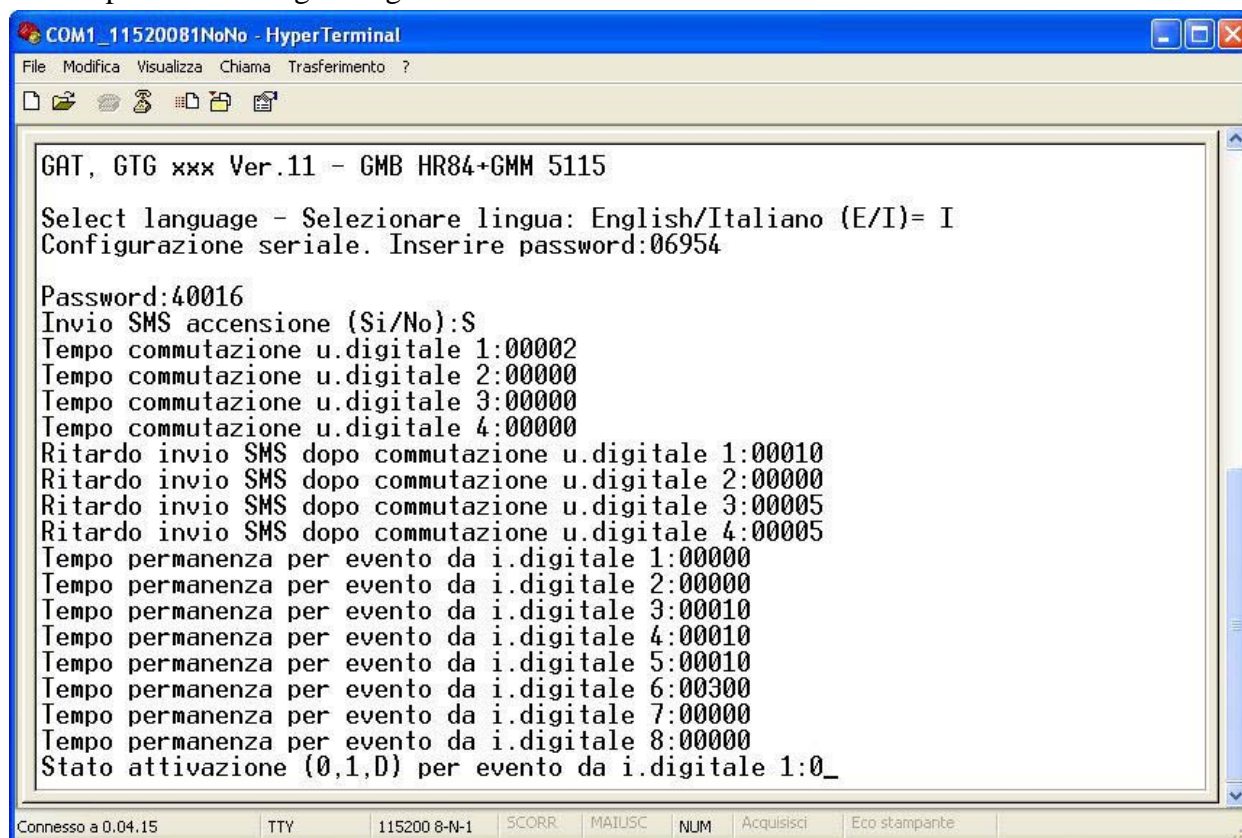 COM1_11520081NoNo - HyperTerminal
File Modifica Visualizza Chiama Trasferimento ?
GAT, GTG xxx Ver.11 - GMB HR84+GMM 5115
Select language - Selezionare lingua: English/Italiano (E/I)= I
Configurazione seriale. Inserire password:06954
Password:40016
Invio SMS accensione (Si/No):S
Tempo commutazione u.digitale 1:00002
Tempo commutazione u.digitale 2:00000
Tempo commutazione u.digitale 3:00000
Tempo commutazione u.digitale 4:00000
Ritardo invio SMS dopo commutazione u.digitale 1:00010
Ritardo invio SMS dopo commutazione u.digitale 2:00000
Ritardo invio SMS dopo commutazione u.digitale 3:00005
Ritardo invio SMS dopo commutazione u.digitale 4:00005
Tempo permanenza per evento da i.digitale 1:00000
Tempo permanenza per evento da i.digitale 2:00000
Tempo permanenza per evento da i.digitale 3:00010
Tempo permanenza per evento da i.digitale 4:00010
Tempo permanenza per evento da i.digitale 5:00010
Tempo permanenza per evento da i.digitale 6:00300
Tempo permanenza per evento da i.digitale 7:00000
Tempo permanenza per evento da i.digitale 8:00000
Stato attivazione (0,1,D) per evento da i.digitale 1:0_
Connesso a 0.04.15 TTY 115200 8-N-1 SCORR MAIUSC NUM Acquisisci Eco stampante